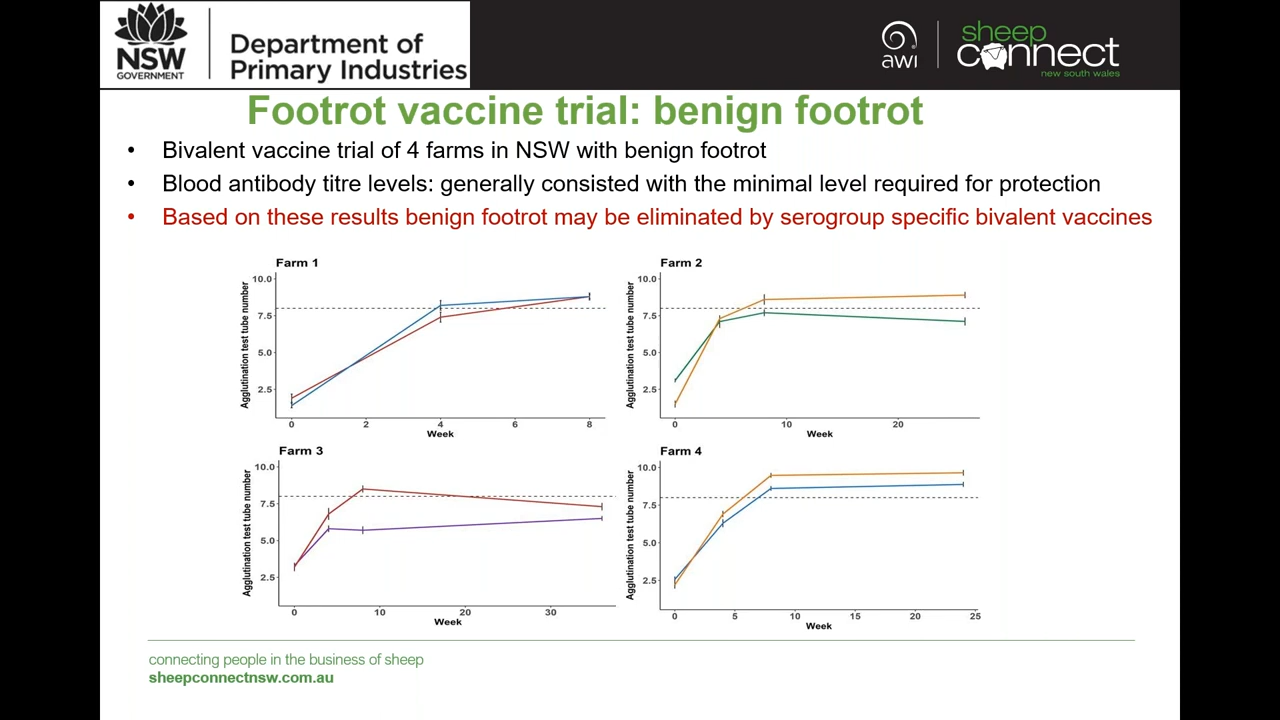 NSW
GOVERNMENT
Department of
Primary Industries
awi
sheep
connect
new south wales
Footrot vaccine trial: benign footrot
• Bivalent vaccine trial of 4 farms in NSW with benign footrot
• Blood antibody titre levels: generally consisted with the minimal level required for protection
• Based on these results benign footrot may be eliminated by serogroup specific bivalent vaccines
Farm 1
Agglutination test tube number
10.0
7.5
5.0
2.5
0 2 4 6 8
Week
Farm 2
Agglutination test tube number
10.0
7.5
5.0
2.5
0 10 20
Week
Farm 3
Agglutination test tube number
10.0
7.5
5.0
2.5
0 10 20 30
Week
Farm 4
Agglutination test tube number
10.0
7.5
5.0
2.5
0 5 10 15 20 25
Week
connecting people in the business of sheep
sheepconnectnsw.com.au